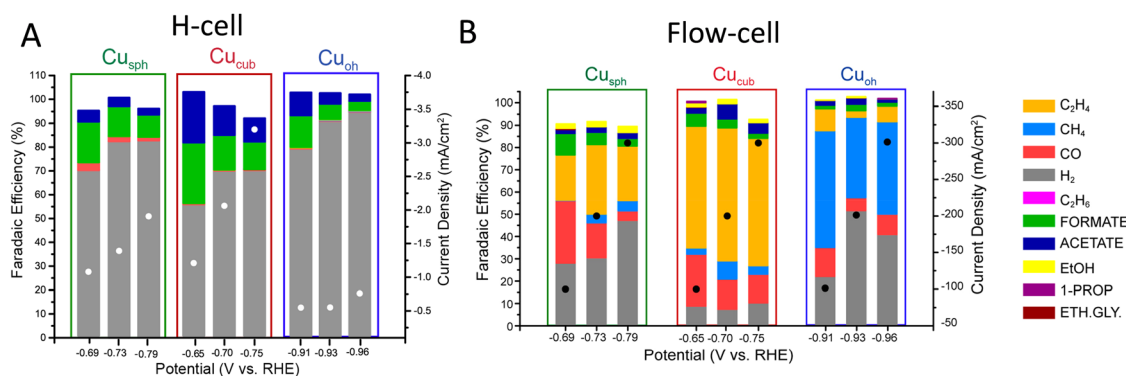 A
H-cell
Cu_sph
Cu_cub
Cu_oh
Faradaic Efficiency (%)
110
100
90
80
70
60
50
40
30
20
10
0
-4.0
-3.5
-3.0
-2.5
-2.0
-1.5
-1.0
-0.5
Current Density (mA/cm²)
-0.69 -0.73 -0.79 -0.65 -0.70 -0.75 -0.91 -0.93 -0.96
Potential (V vs. RHE)
B
Flow-cell
Cu_sph
Cu_cub
Cu_oh
Faradaic Efficiency (%)
100
90
80
70
60
50
40
30
20
10
0
-350
-300
-250
-200
-150
-100
-50
Current Density (mA/cm²)
-0.69 -0.73 -0.79 -0.65 -0.70 -0.75 -0.91 -0.93 -0.96
Potential (V vs. RHE)
C₂H₄
CH₄
CO
H₂
C₂H₆
FORMATE
ACETATE
EtOH
1-PROP
ETH.GLY.